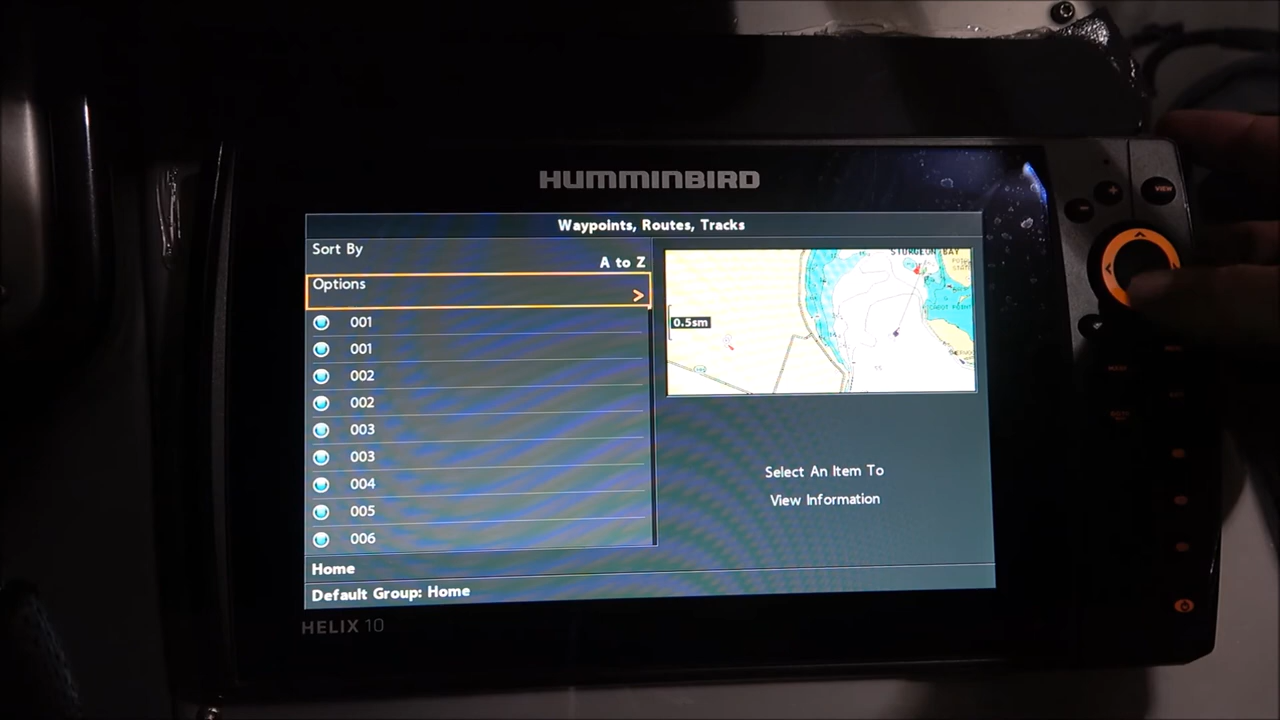 HUMMINBIRD
VIEW
Waypoints, Routes, Tracks
Sort By
A to Z
Options
>
001
001
002
002
003
003
004
005
006
STURGEON BAY
0.5sm
Select An Item To
View Information
Home
Default Group: Home
HELIX 10